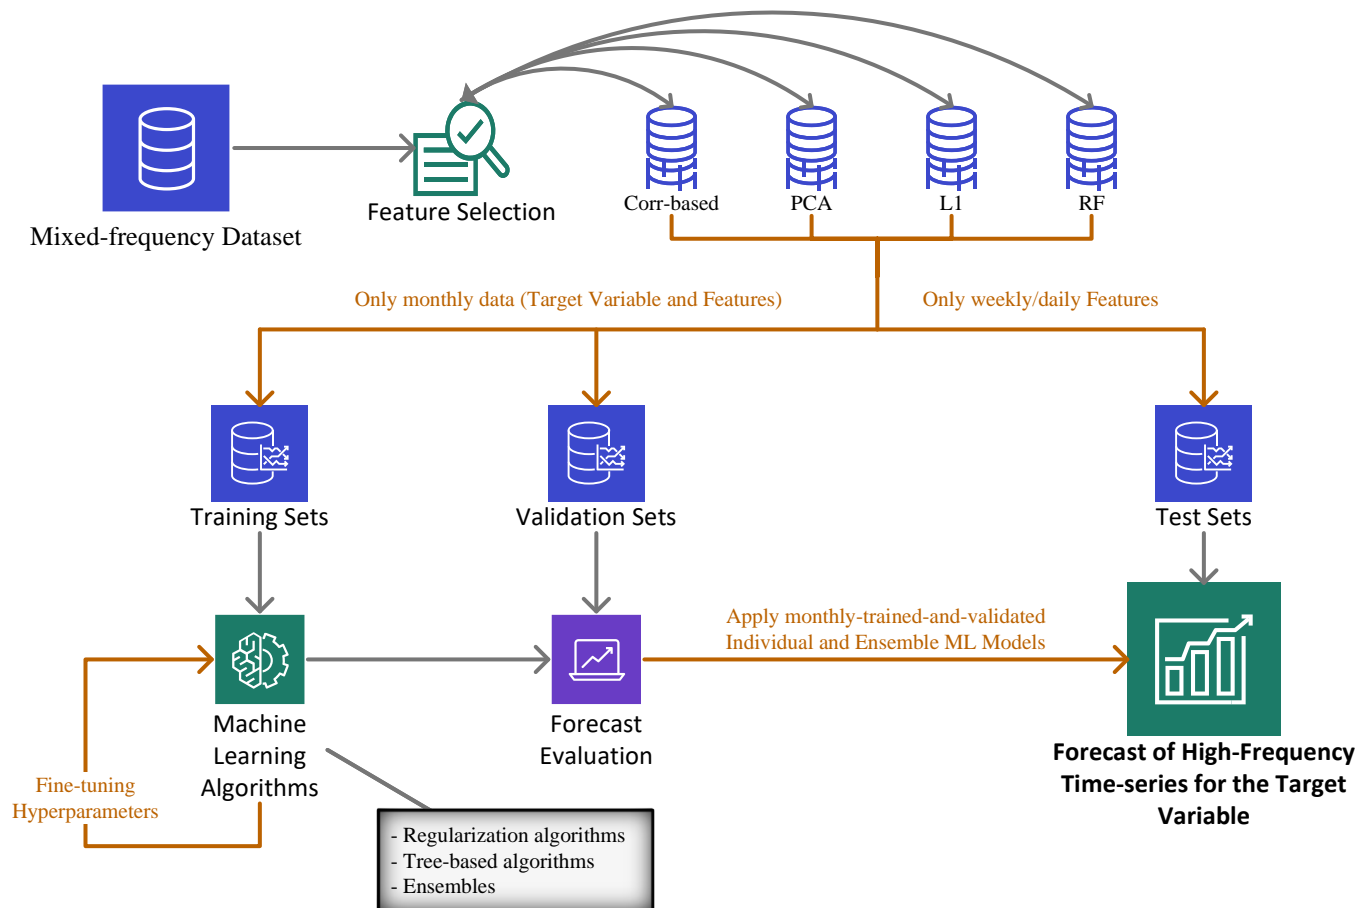 Mixed-frequency Dataset
Feature Selection
Corr-based
PCA
L1
RF
Only monthly data (Target Variable and Features)
Only weekly/daily Features
Training Sets
Validation Sets
Test Sets
Machine
Learning
Algorithms
Forecast
Evaluation
Apply monthly-trained-and-validated
Individual and Ensemble ML Models
Forecast of High-Frequency
Time-series for the Target
Variable
Fine-tuning
Hyperparameters
- Regularization algorithms
- Tree-based algorithms
- Ensembles